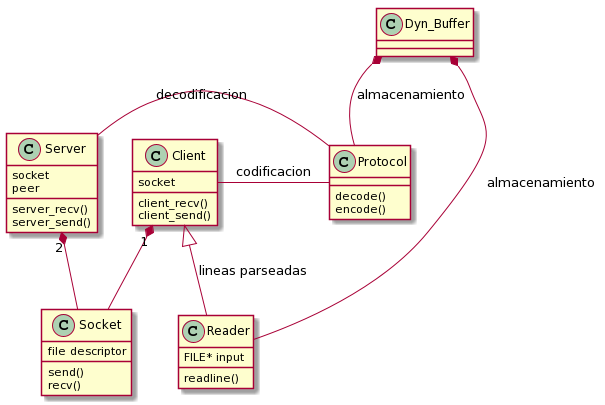 C Dyn_Buffer
decodificacion
almacenamiento
C Server
socket
peer
server_recv()
server_send()
C Client
socket
client_recv()
client_send()
codificacion
C Protocol
decode()
encode()
almacenamiento
2
1
lineas parseadas
C Socket
file descriptor
send()
recv()
C Reader
FILE* input
readline()